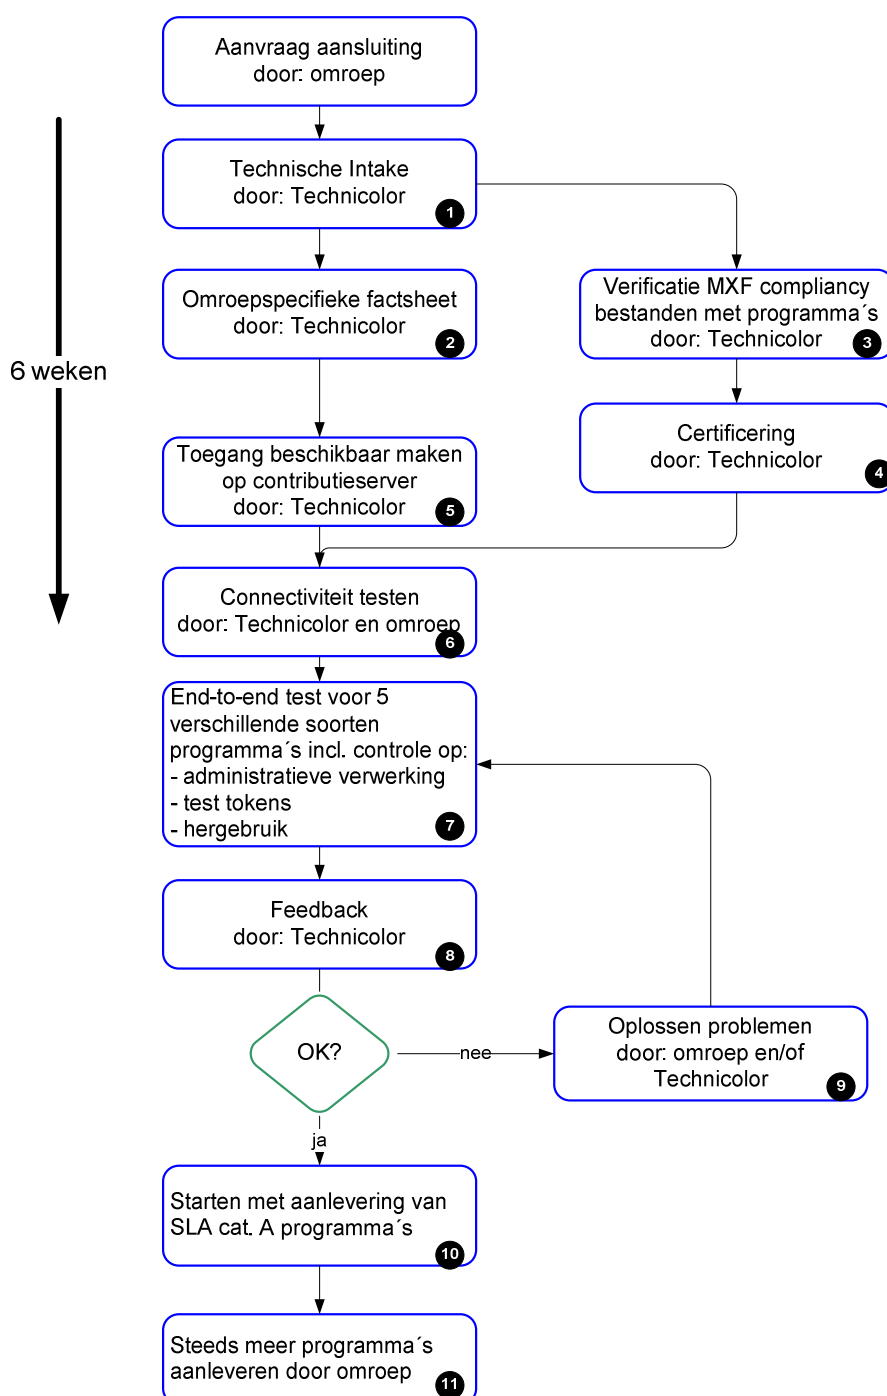 Aanvraag aansluiting
door: omroep
Technische Intake
door: Technicolor
1
Omroepspecifieke factsheet
door: Technicolor
2
Verificatie MXF compliancy
bestanden met programma´s
door: Technicolor
3
6 weken
Certificering
door: Technicolor
4
Toegang beschikbaar maken
op contributieserver
door: Technicolor
5
Connectiviteit testen
door: Technicolor en omroep
6
End-to-end test voor 5
verschillende soorten
programma´s incl. controle op:
- administratieve verwerking
- test tokens
- hergebruik
7
Feedback
door: Technicolor
8
OK?
nee
Oplossen problemen
door: omroep en/of
Technicolor
9
ja
Starten met aanlevering van
SLA cat. A programma´s
10
Steeds meer programma´s
aanleveren door omroep
11